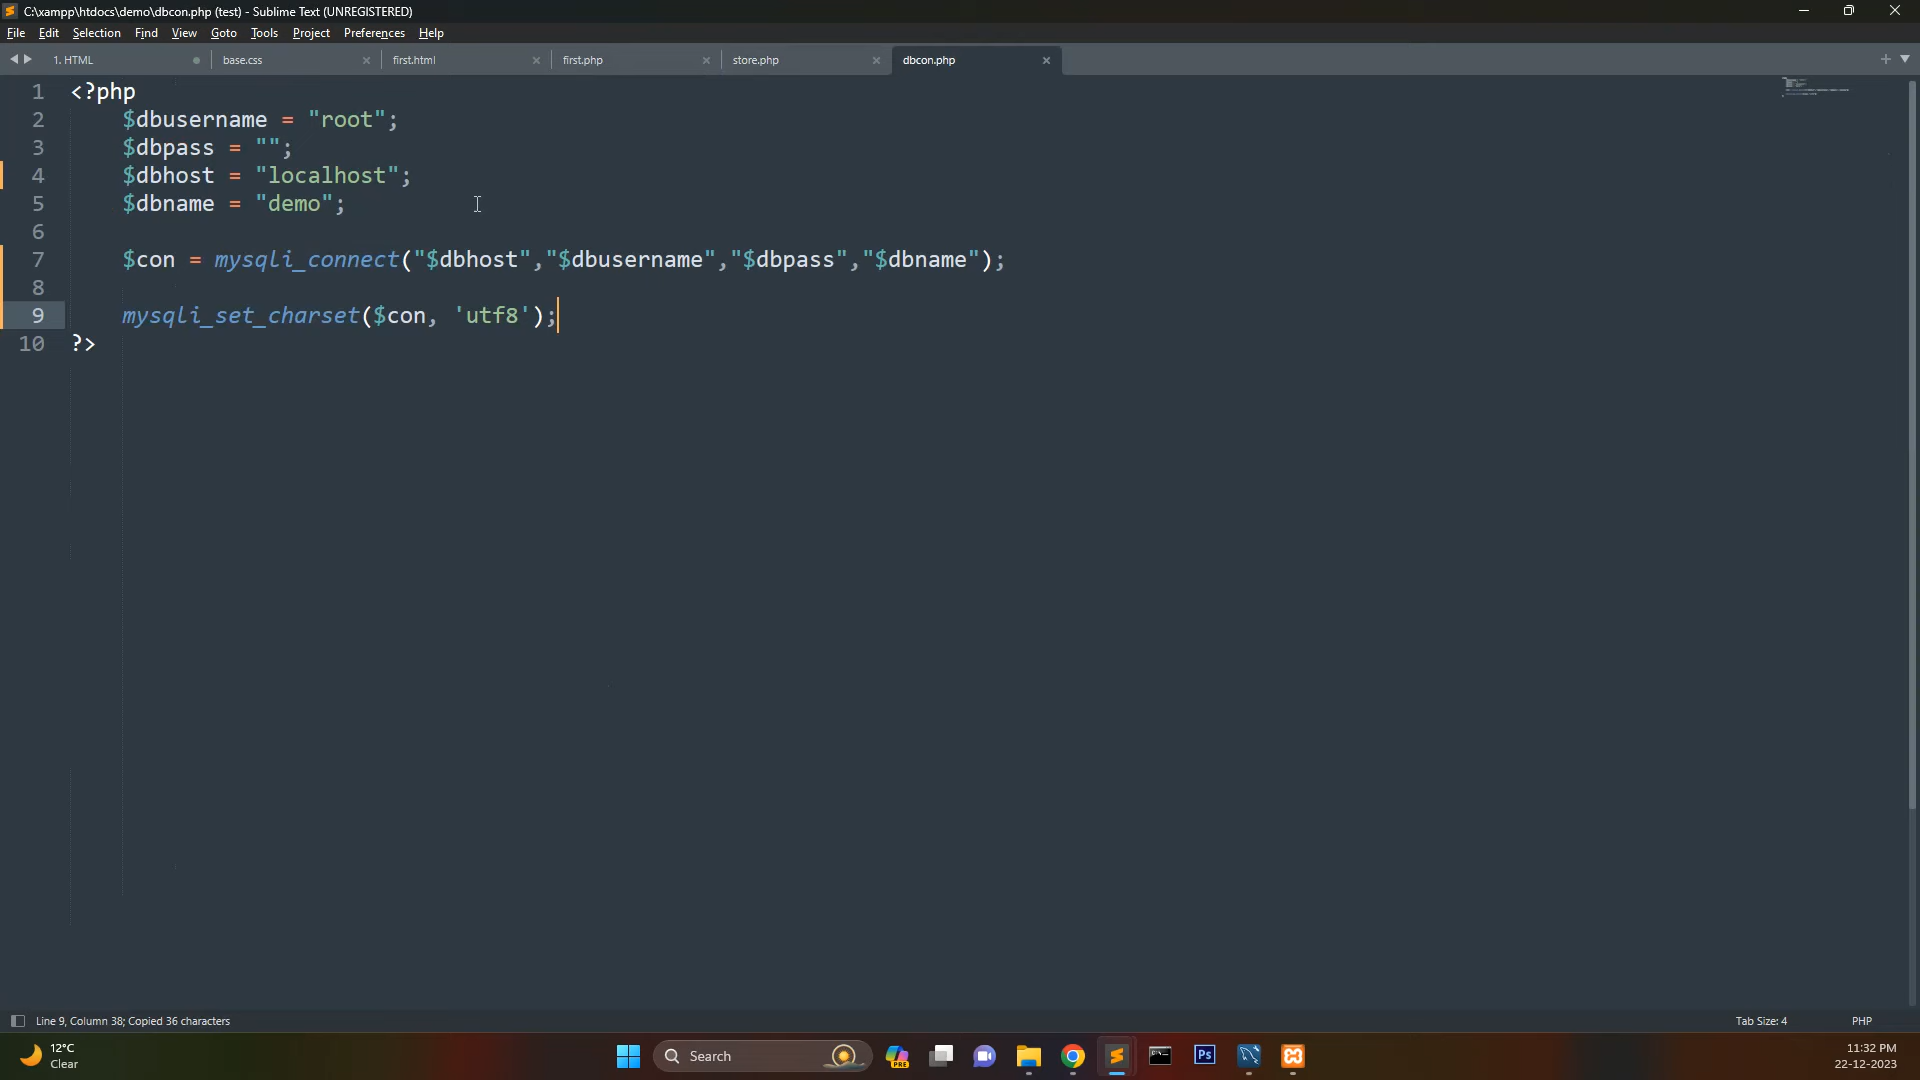 C:\xampp\htdocs\demo\dbcon.php (test) - Sublime Text (UNREGISTERED)
File Edit Selection Find View Goto Tools Project Preferences Help
1. HTML base.css first.html first.php store.php dbcon.php
1 <?php
2 $dbusername = "root";
3 $dbpass = "";
4 $dbhost = "localhost";
5 $dbname = "demo";
6
7 $con = mysqli_connect("$dbhost","$dbusername","$dbpass","$dbname");
8
9 mysqli_set_charset($con, 'utf8');
10 ?>
Line 9, Column 38; Copied 36 characters Tab Size: 4 PHP
12°C
Clear
Search
PRE
Ps
11:32 PM
22-12-2023